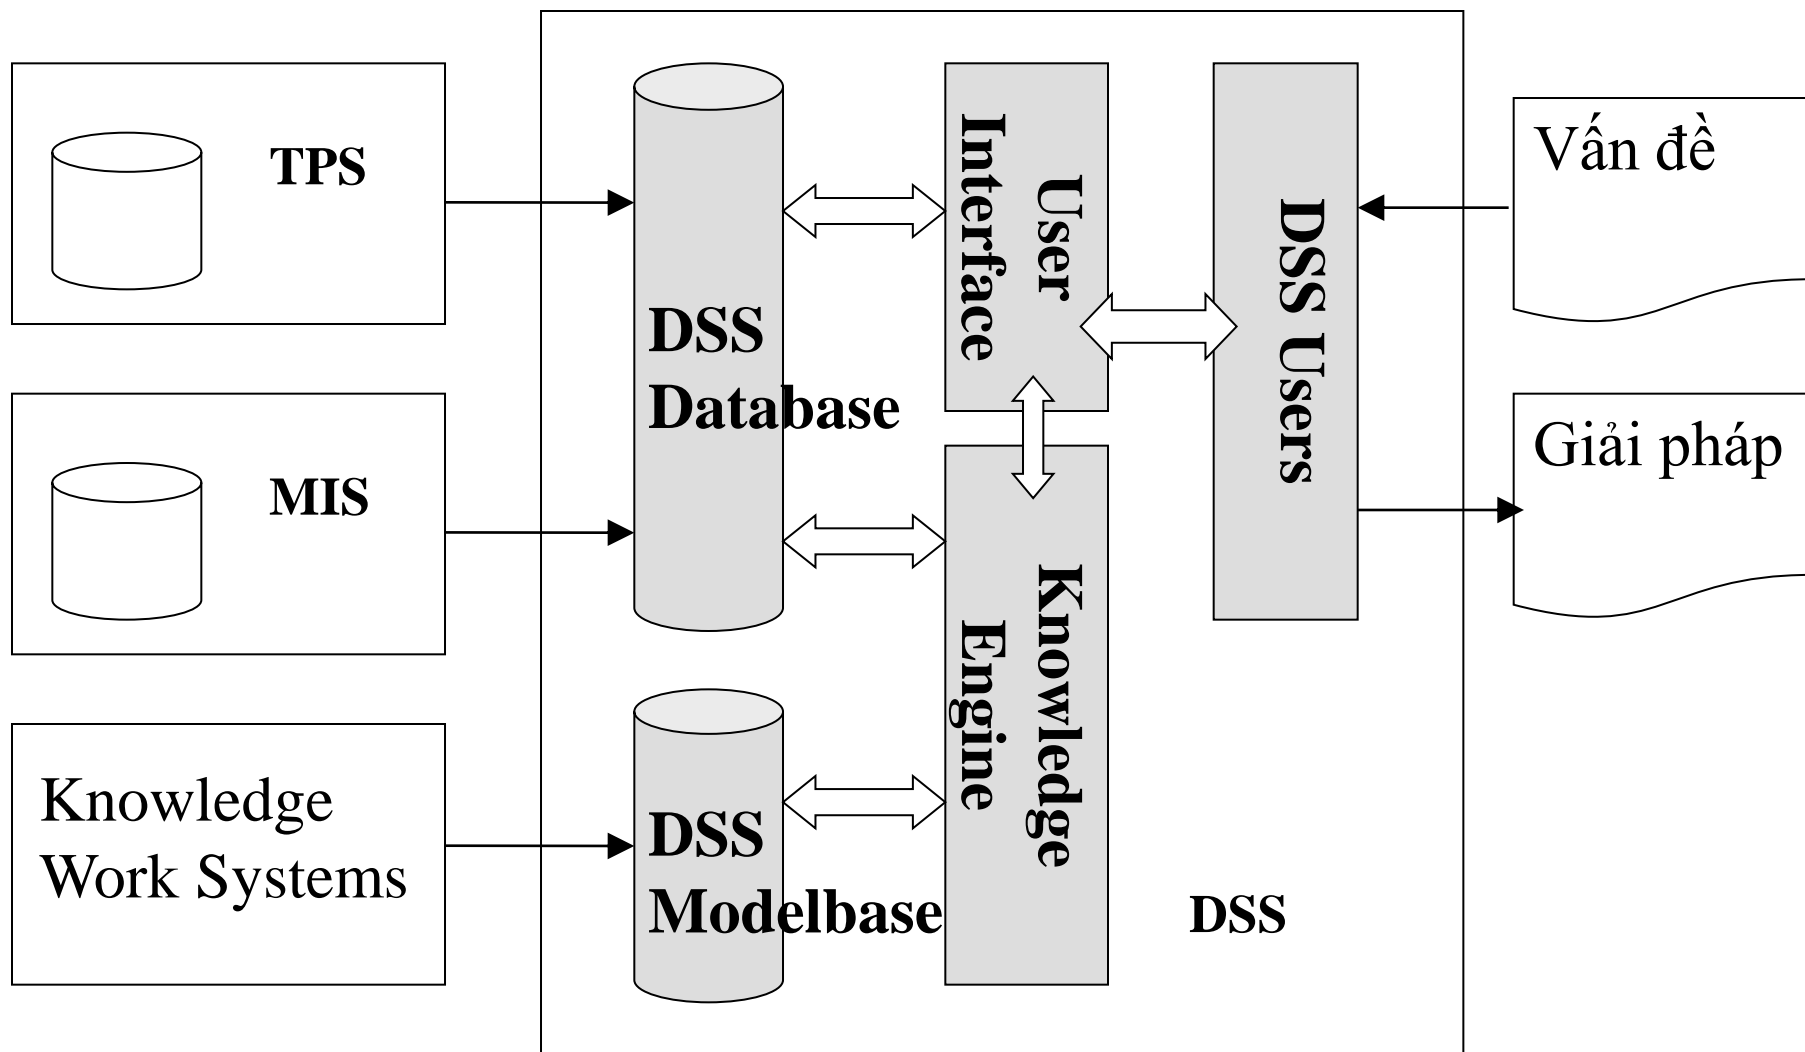 TPS
MIS
Knowledge
Work Systems
DSS
Database
DSS
Modelbase
User
Interface
Knowledge
Engine
DSS Users
DSS
Vấn đề
Giải pháp